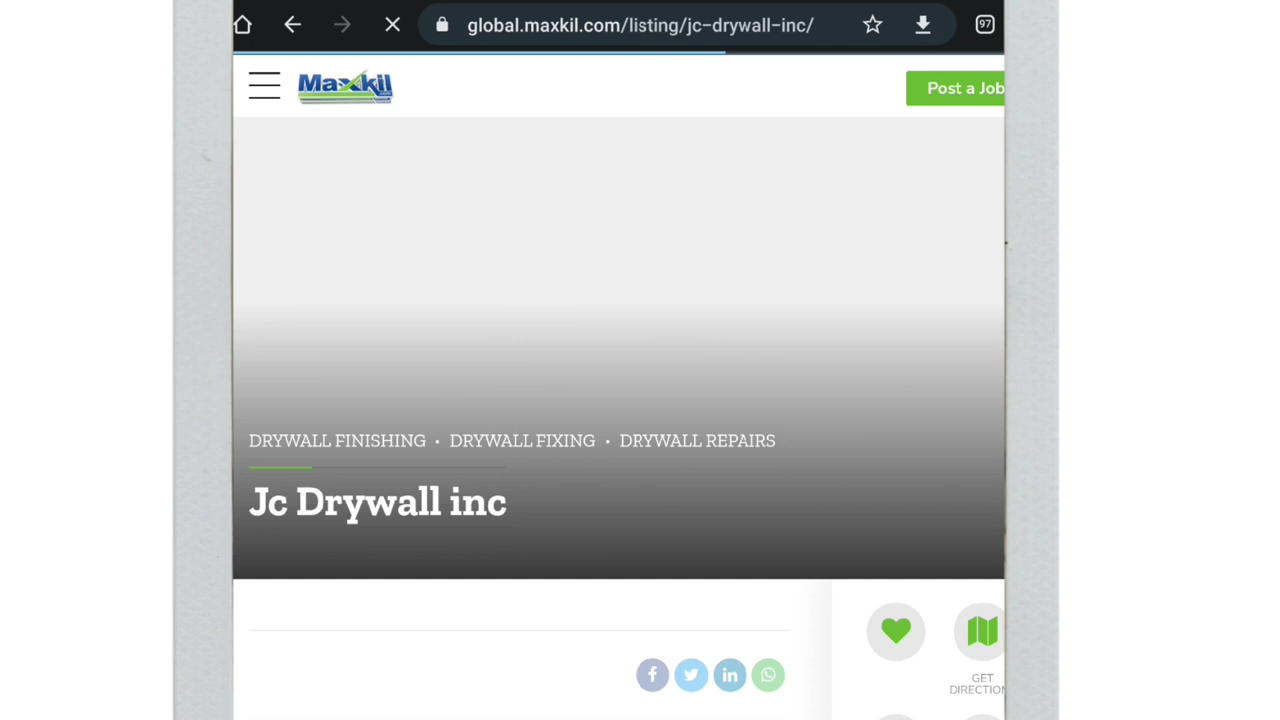 global.maxkil.com/listing/jc-drywall-inc/
97
Maxkil
.com
Post a Job
DRYWALL FINISHING • DRYWALL FIXING • DRYWALL REPAIRS
Jc Drywall inc
GET
DIRECTION